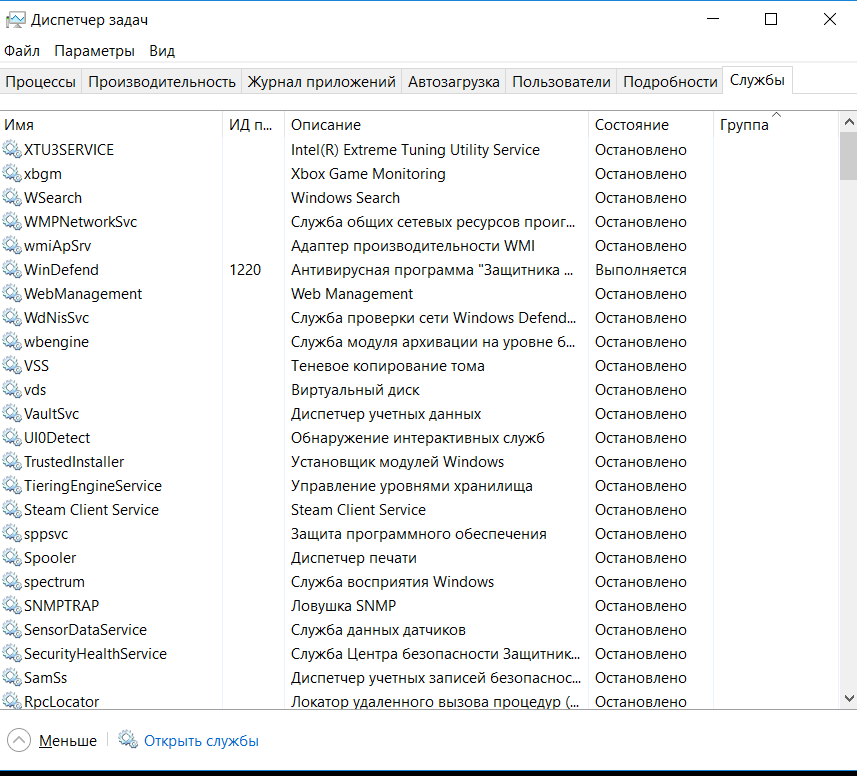 Диспетчер задач
Файл Параметры Вид
Процессы Производительность Журнал приложений Автозагрузка Пользователи Подробности Службы
Имя ИД п... Описание Состояние Группа
XTU3SERVICE Intel(R) Extreme Tuning Utility Service Остановлено
xbgm Xbox Game Monitoring Остановлено
WSearch Windows Search Остановлено
WMPNetworkSvc Служба общих сетевых ресурсов проиг... Остановлено
wmiApSrv Адаптер производительности WMI Остановлено
WinDefend 1220 Антивирусная программа "Защитника ... Выполняется
WebManagement Web Management Остановлено
WdNisSvc Служба проверки сети Windows Defend... Остановлено
wbengine Служба модуля архивации на уровне б... Остановлено
VSS Теневое копирование тома Остановлено
vds Виртуальный диск Остановлено
VaultSvc Диспетчер учетных данных Остановлено
UI0Detect Обнаружение интерактивных служб Остановлено
TrustedInstaller Установщик модулей Windows Остановлено
TieringEngineService Управление уровнями хранилища Остановлено
Steam Client Service Steam Client Service Остановлено
sppsvc Защита программного обеспечения Остановлено
Spooler Диспетчер печати Остановлено
spectrum Служба восприятия Windows Остановлено
SNMPTRAP Ловушка SNMP Остановлено
SensorDataService Служба данных датчиков Остановлено
SecurityHealthService Служба Центра безопасности Защитник... Остановлено
SamSs Диспетчер учетных записей безопаснос... Остановлено
RpcLocator Локатор удаленного вызова процедур (... Остановлено
Меньше Открыть службы